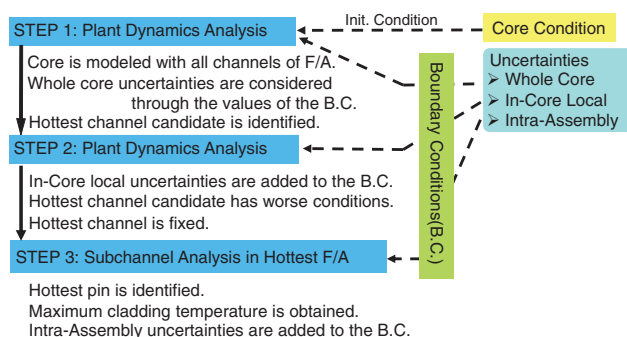 STEP 1: Plant Dynamics Analysis
Init. Condition
Core Condition
Core is modeled with all channels of F/A.
Whole core uncertainties are considered
through the values of the B.C.
Hottest channel candidate is identified.
Uncertainties
➢ Whole Core
➢ In-Core Local
➢ Intra-Assembly
Boundary Conditions(B.C.)
STEP 2: Plant Dynamics Analysis
In-Core local uncertainties are added to the B.C.
Hottest channel candidate has worse conditions.
Hottest channel is fixed.
STEP 3: Subchannel Analysis in Hottest F/A
Hottest pin is identified.
Maximum cladding temperature is obtained.
Intra-Assembly uncertainties are added to the B.C.